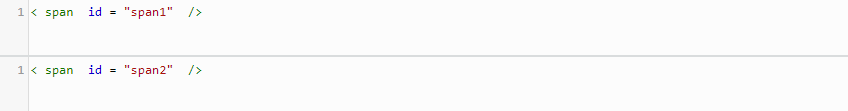 1 < span  id = "span1"  />
1 < span  id = "span2"  />